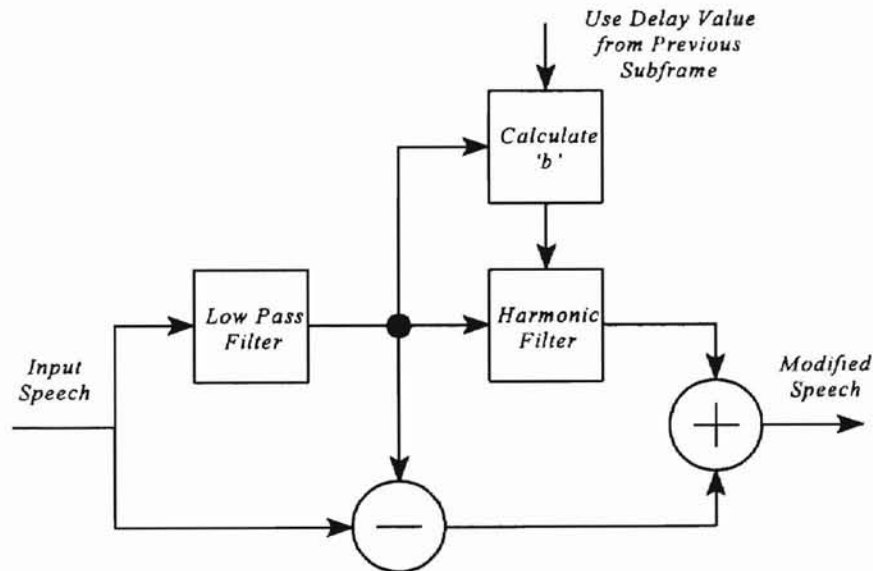 Use Delay Value
from Previous
Subframe
Calculate
'b'
Low Pass
Filter
Harmonic
Filter
Input
Speech
Modified
Speech
+
−